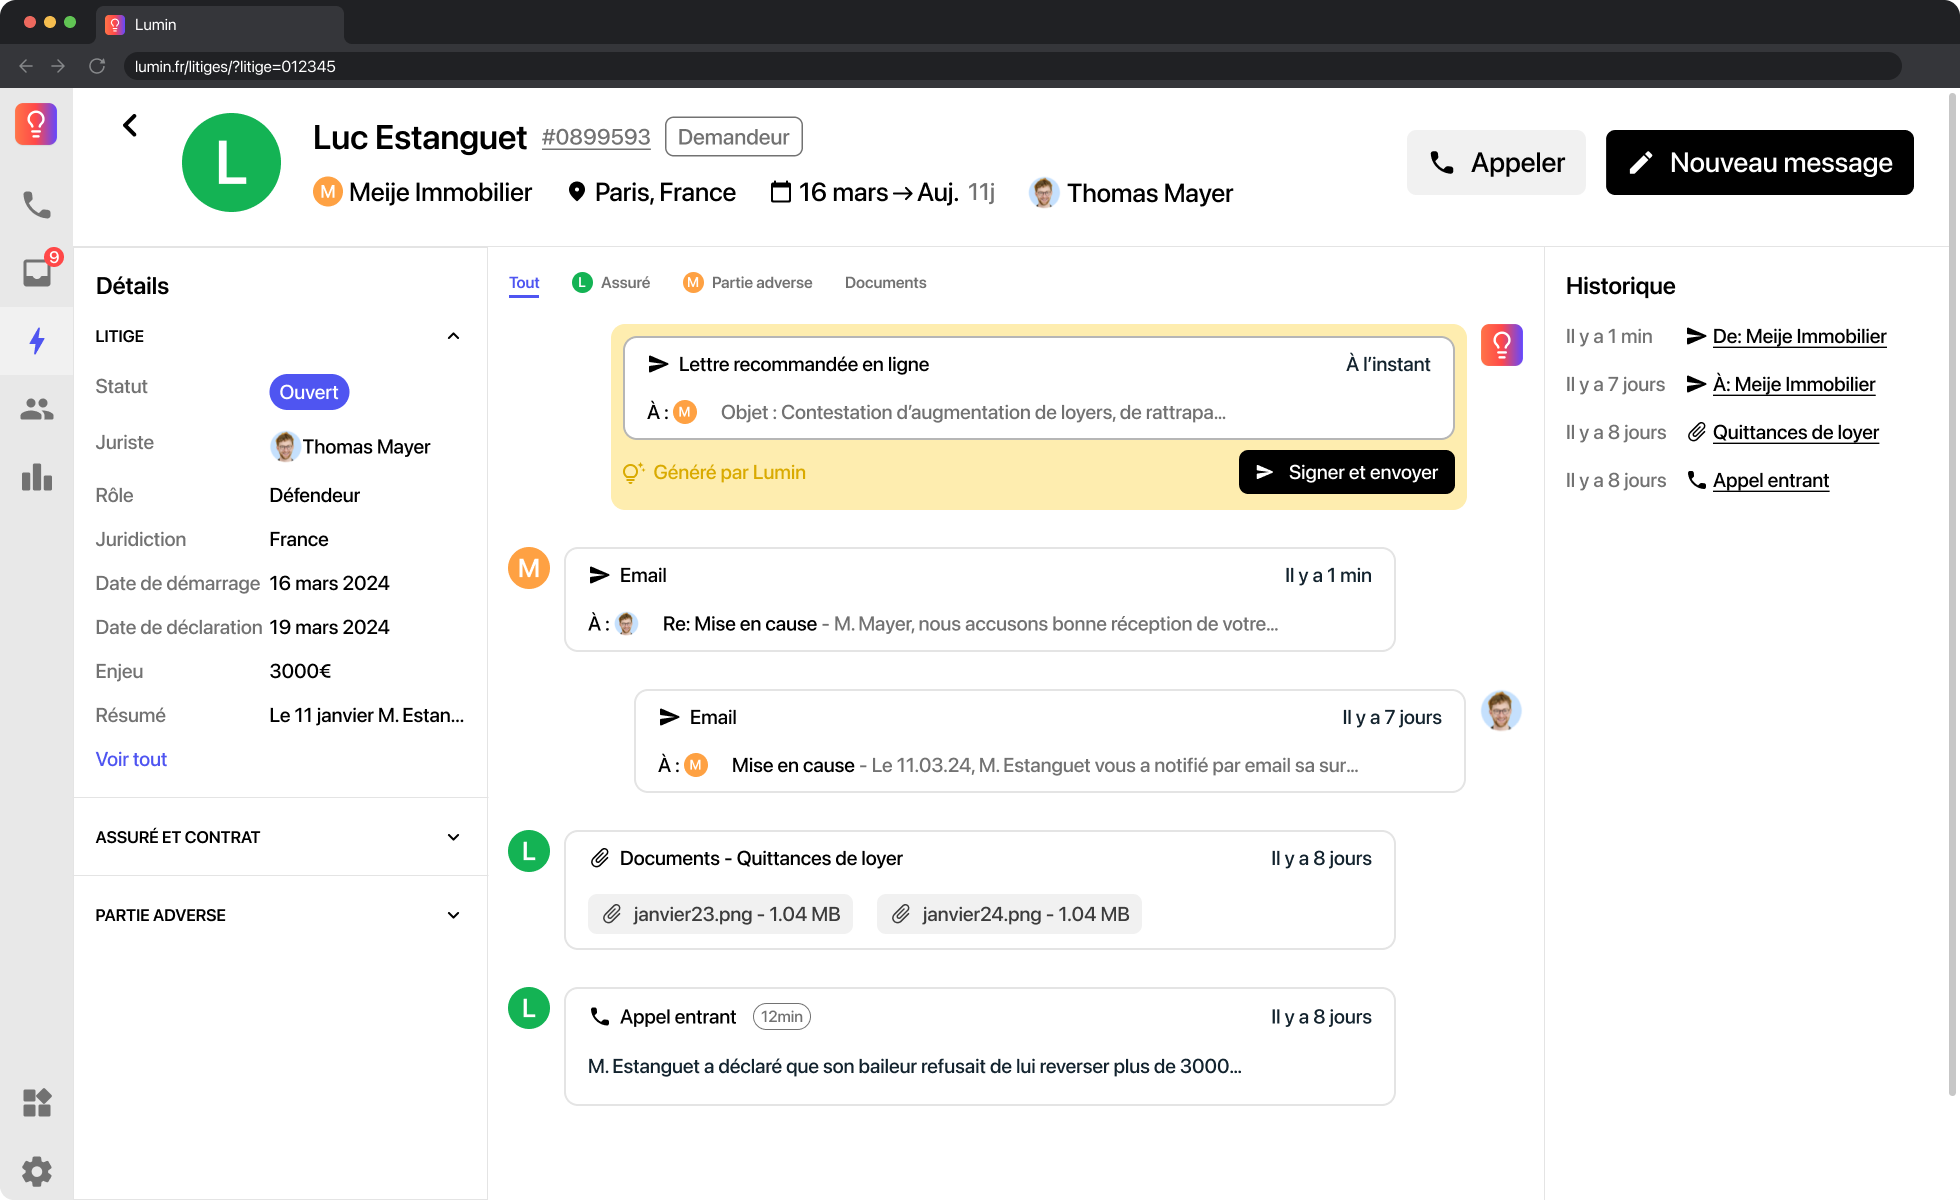 Lumin
lumin.fr/litiges/?litige=012345
L
Luc Estanguet #0899593 Demandeur
M Meije Immobilier Paris, France 16 mars → Auj. 11j Thomas Mayer
Appeler
Nouveau message
9
Détails
LITIGE
Statut Ouvert
Juriste Thomas Mayer
Rôle Défendeur
Juridiction France
Date de démarrage 16 mars 2024
Date de déclaration 19 mars 2024
Enjeu 3000€
Résumé Le 11 janvier M. Estan...
Voir tout
ASSURÉ ET CONTRAT
PARTIE ADVERSE
Tout L Assuré M Partie adverse Documents
Lettre recommandée en ligne À l’instant
À : M Objet : Contestation d’augmentation de loyers, de rattrapa...
Généré par Lumin Signer et envoyer
M
Email Il y a 1 min
À : Re: Mise en cause - M. Mayer, nous accusons bonne réception de votre...
Email Il y a 7 jours
À : M Mise en cause - Le 11.03.24, M. Estanguet vous a notifié par email sa sur...
L
Documents - Quittances de loyer Il y a 8 jours
janvier23.png - 1.04 MB janvier24.png - 1.04 MB
L
Appel entrant 12min Il y a 8 jours
M. Estanguet a déclaré que son baileur refusait de lui reverser plus de 3000...
Historique
Il y a 1 min De: Meije Immobilier
Il y a 7 jours À: Meije Immobilier
Il y a 8 jours Quittances de loyer
Il y a 8 jours Appel entrant